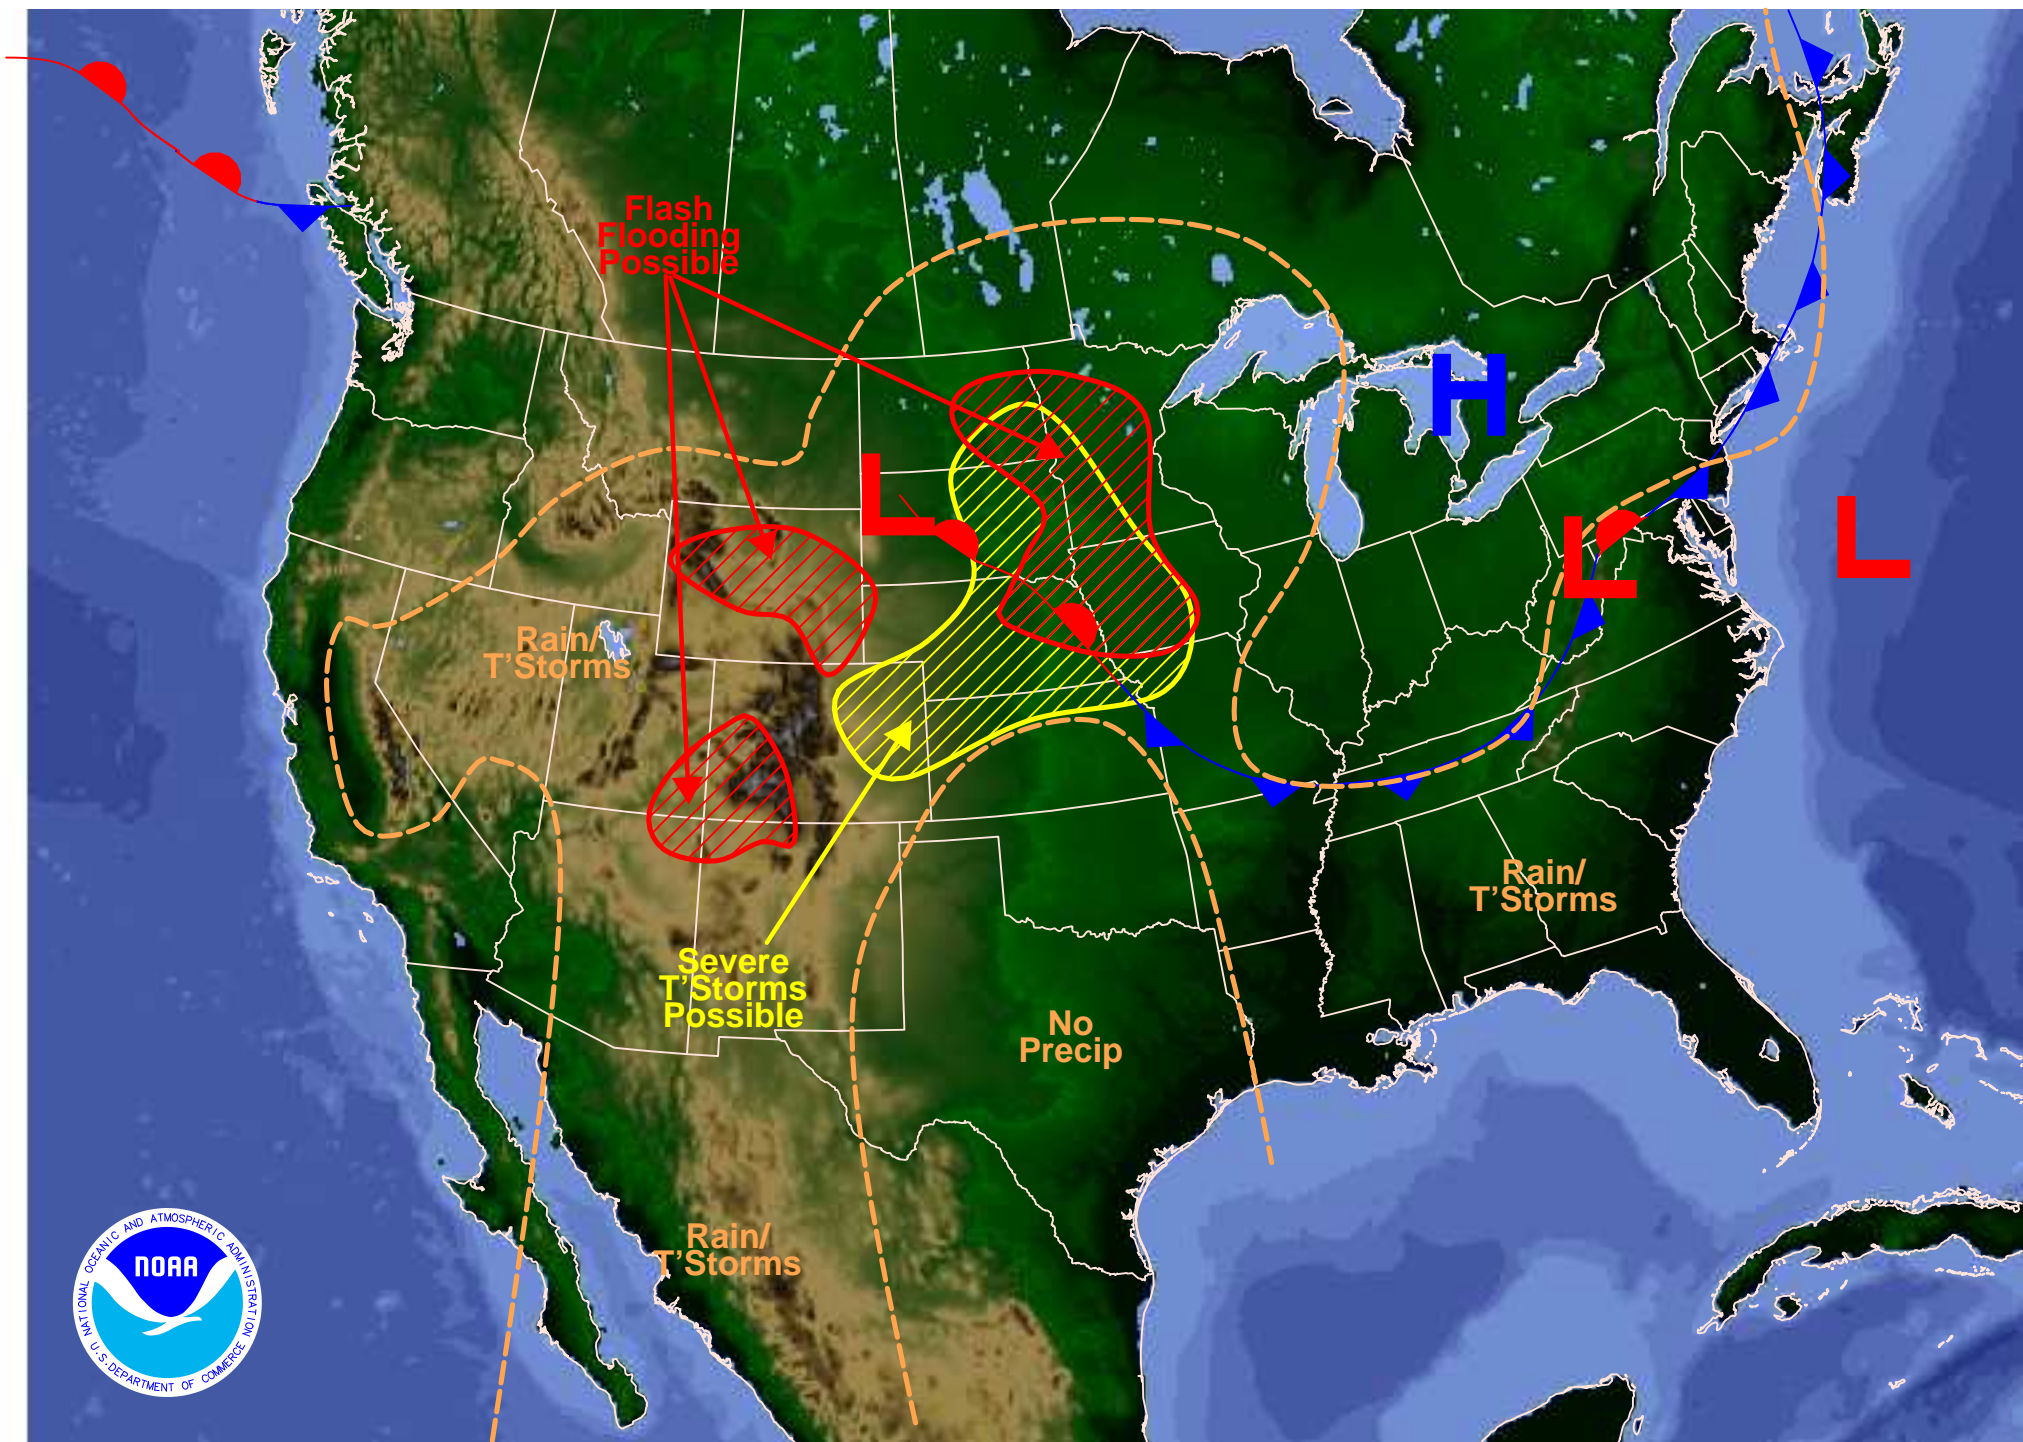 Flash
Flooding
Possible
H
L
L
L
Rain/
T'Storms
Rain/
T'Storms
Severe
T'Storms
Possible
No
Precip
Rain/
T'Storms
NATIONAL OCEANIC AND ATMOSPHERIC ADMINISTRATION
NOAA
U.S. DEPARTMENT OF COMMERCE